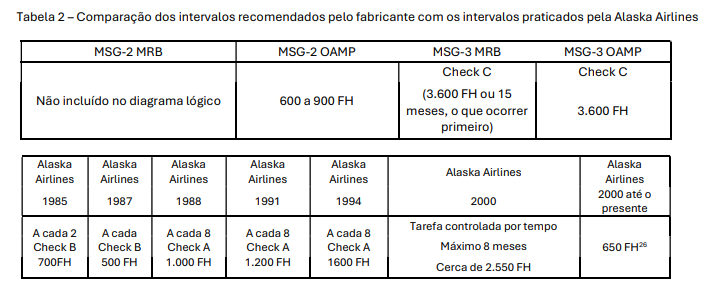 Tabela 2 – Comparação dos intervalos recomendados pelo fabricante com os intervalos praticados pela Alaska Airlines
MSG-2 MRB MSG-2 OAMP MSG-3 MRB MSG-3 OAMP
Não incluído no diagrama lógico
600 a 900 FH
Check C
(3.600 FH ou 15
meses, o que ocorrer
primeiro)
Check C
3.600 FH
Alaska
Airlines
1985
Alaska
Airlines
1987
Alaska
Airlines
1988
Alaska
Airlines
1991
Alaska
Airlines
1994
Alaska Airlines
2000
Alaska
Airlines
2000 até o
presente
A cada 2
Check B
700FH
A cada
Check B
500 FH
A cada 8
Check A
1.000 FH
A cada 8
Check A
1.200 FH
A cada 8
Check A
1600 FH
Tarefa controlada por tempo
Máximo 8 meses
Cerca de 2.550 FH
650 FH²⁶